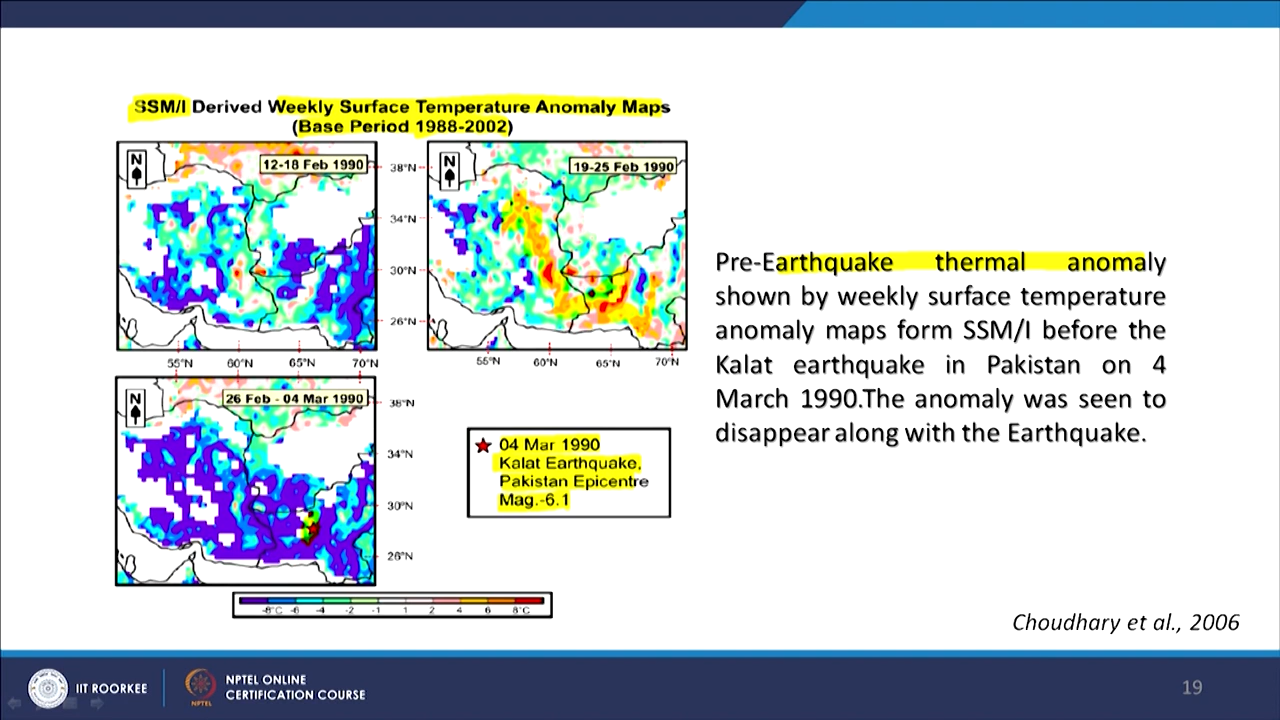 SSM/I Derived Weekly Surface Temperature Anomaly Maps
(Base Period 1988-2002)
N
12-18 Feb 1990
N
19-25 Feb 1990
38°N
34°N
30°N
26°N
55°N 60°N 65°N 70°N
55°N 60°N 65°N 70°N
N
26 Feb - 04 Mar 1990
38°N
34°N
30°N
26°N
04 Mar 1990
Kalat Earthquake,
Pakistan Epicentre
Mag.-6.1
-8°C -6 -4 -2 -1 1 2 4 6 8°C
Pre-Earthquake thermal anomaly
shown by weekly surface temperature
anomaly maps form SSM/I before the
Kalat earthquake in Pakistan on 4
March 1990.The anomaly was seen to
disappear along with the Earthquake.
Choudhary et al., 2006
IIT ROORKEE
NPTEL
NPTEL ONLINE
CERTIFICATION COURSE
19